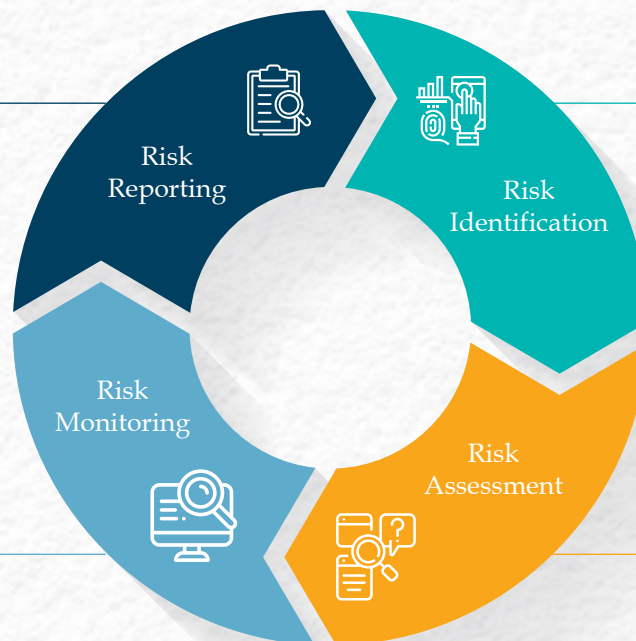 Risk
Reporting
Risk
Identification
Risk
Monitoring
Risk
Assessment
?